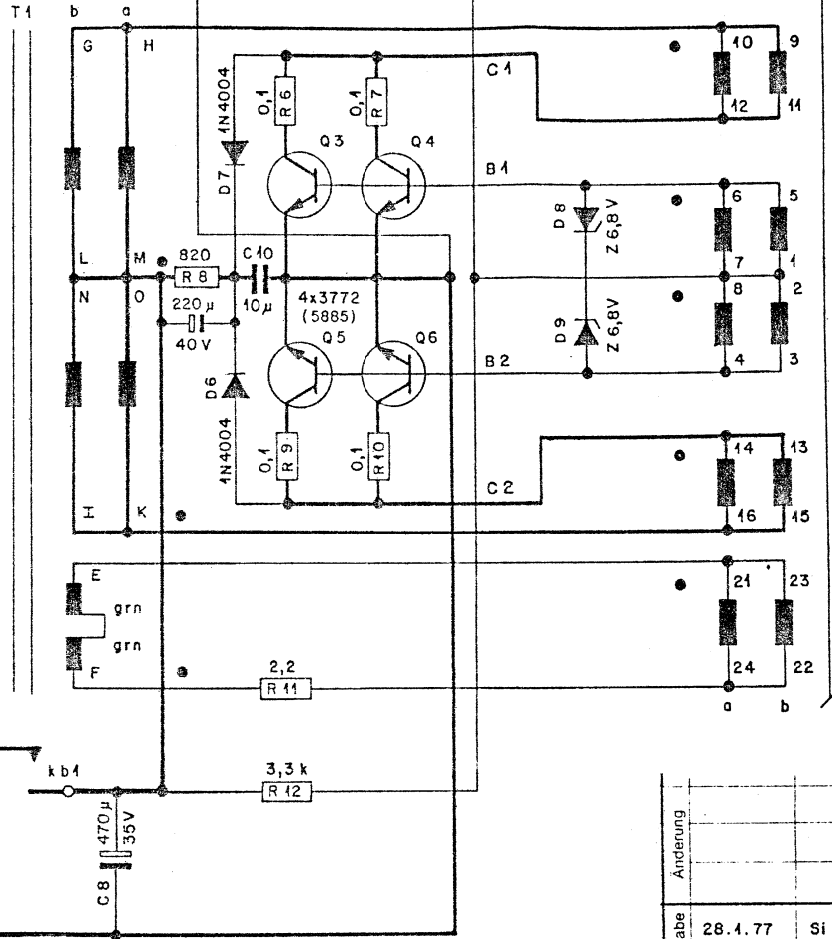 T1 b a
G H 10 9
C1
R6 0,1 R7 0,1
1N4004 12 11
D7 Q3 Q4
B1
6 5
D8 Z 6,8V
L M 820 C10
R8 7 1
N O 10µ 4x3772 8 2
220µ (5885)
40V Q5 Q6 D9 Z 6,8V
D6 B2 4 3
1N4004
0,1 R9 0,1 R10
14 13
C2
I K 16 15
E 21 23
grn
grn
F 2,2 24 22
R11
a b
kb1 3,3k
R12
470µ
35V
C8
Änderung
abe 28.1.77 Si